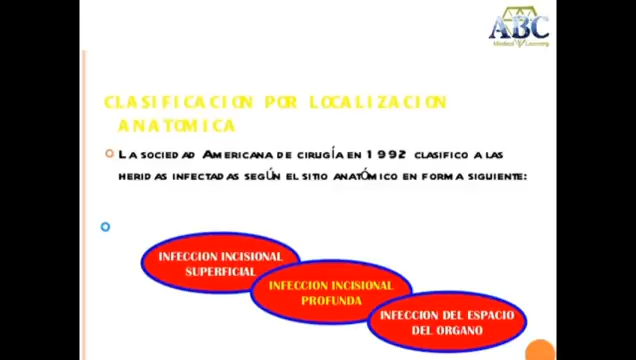 ABC
Medical Learning
CLASIFICACION POR LOCALIZACION
ANATOMICA
LA SOCIEDAD AMERICANA DE CIRUGÍA EN 1992 CLASIFICO A LAS
HERIDAS INFECTADAS SEGÚN EL SITIO ANATÓMICO EN FORMA SIGUIENTE:
INFECCION INCISIONAL
SUPERFICIAL
INFECCION INCISIONAL
PROFUNDA
INFECCION DEL ESPACIO
DEL ORGANO